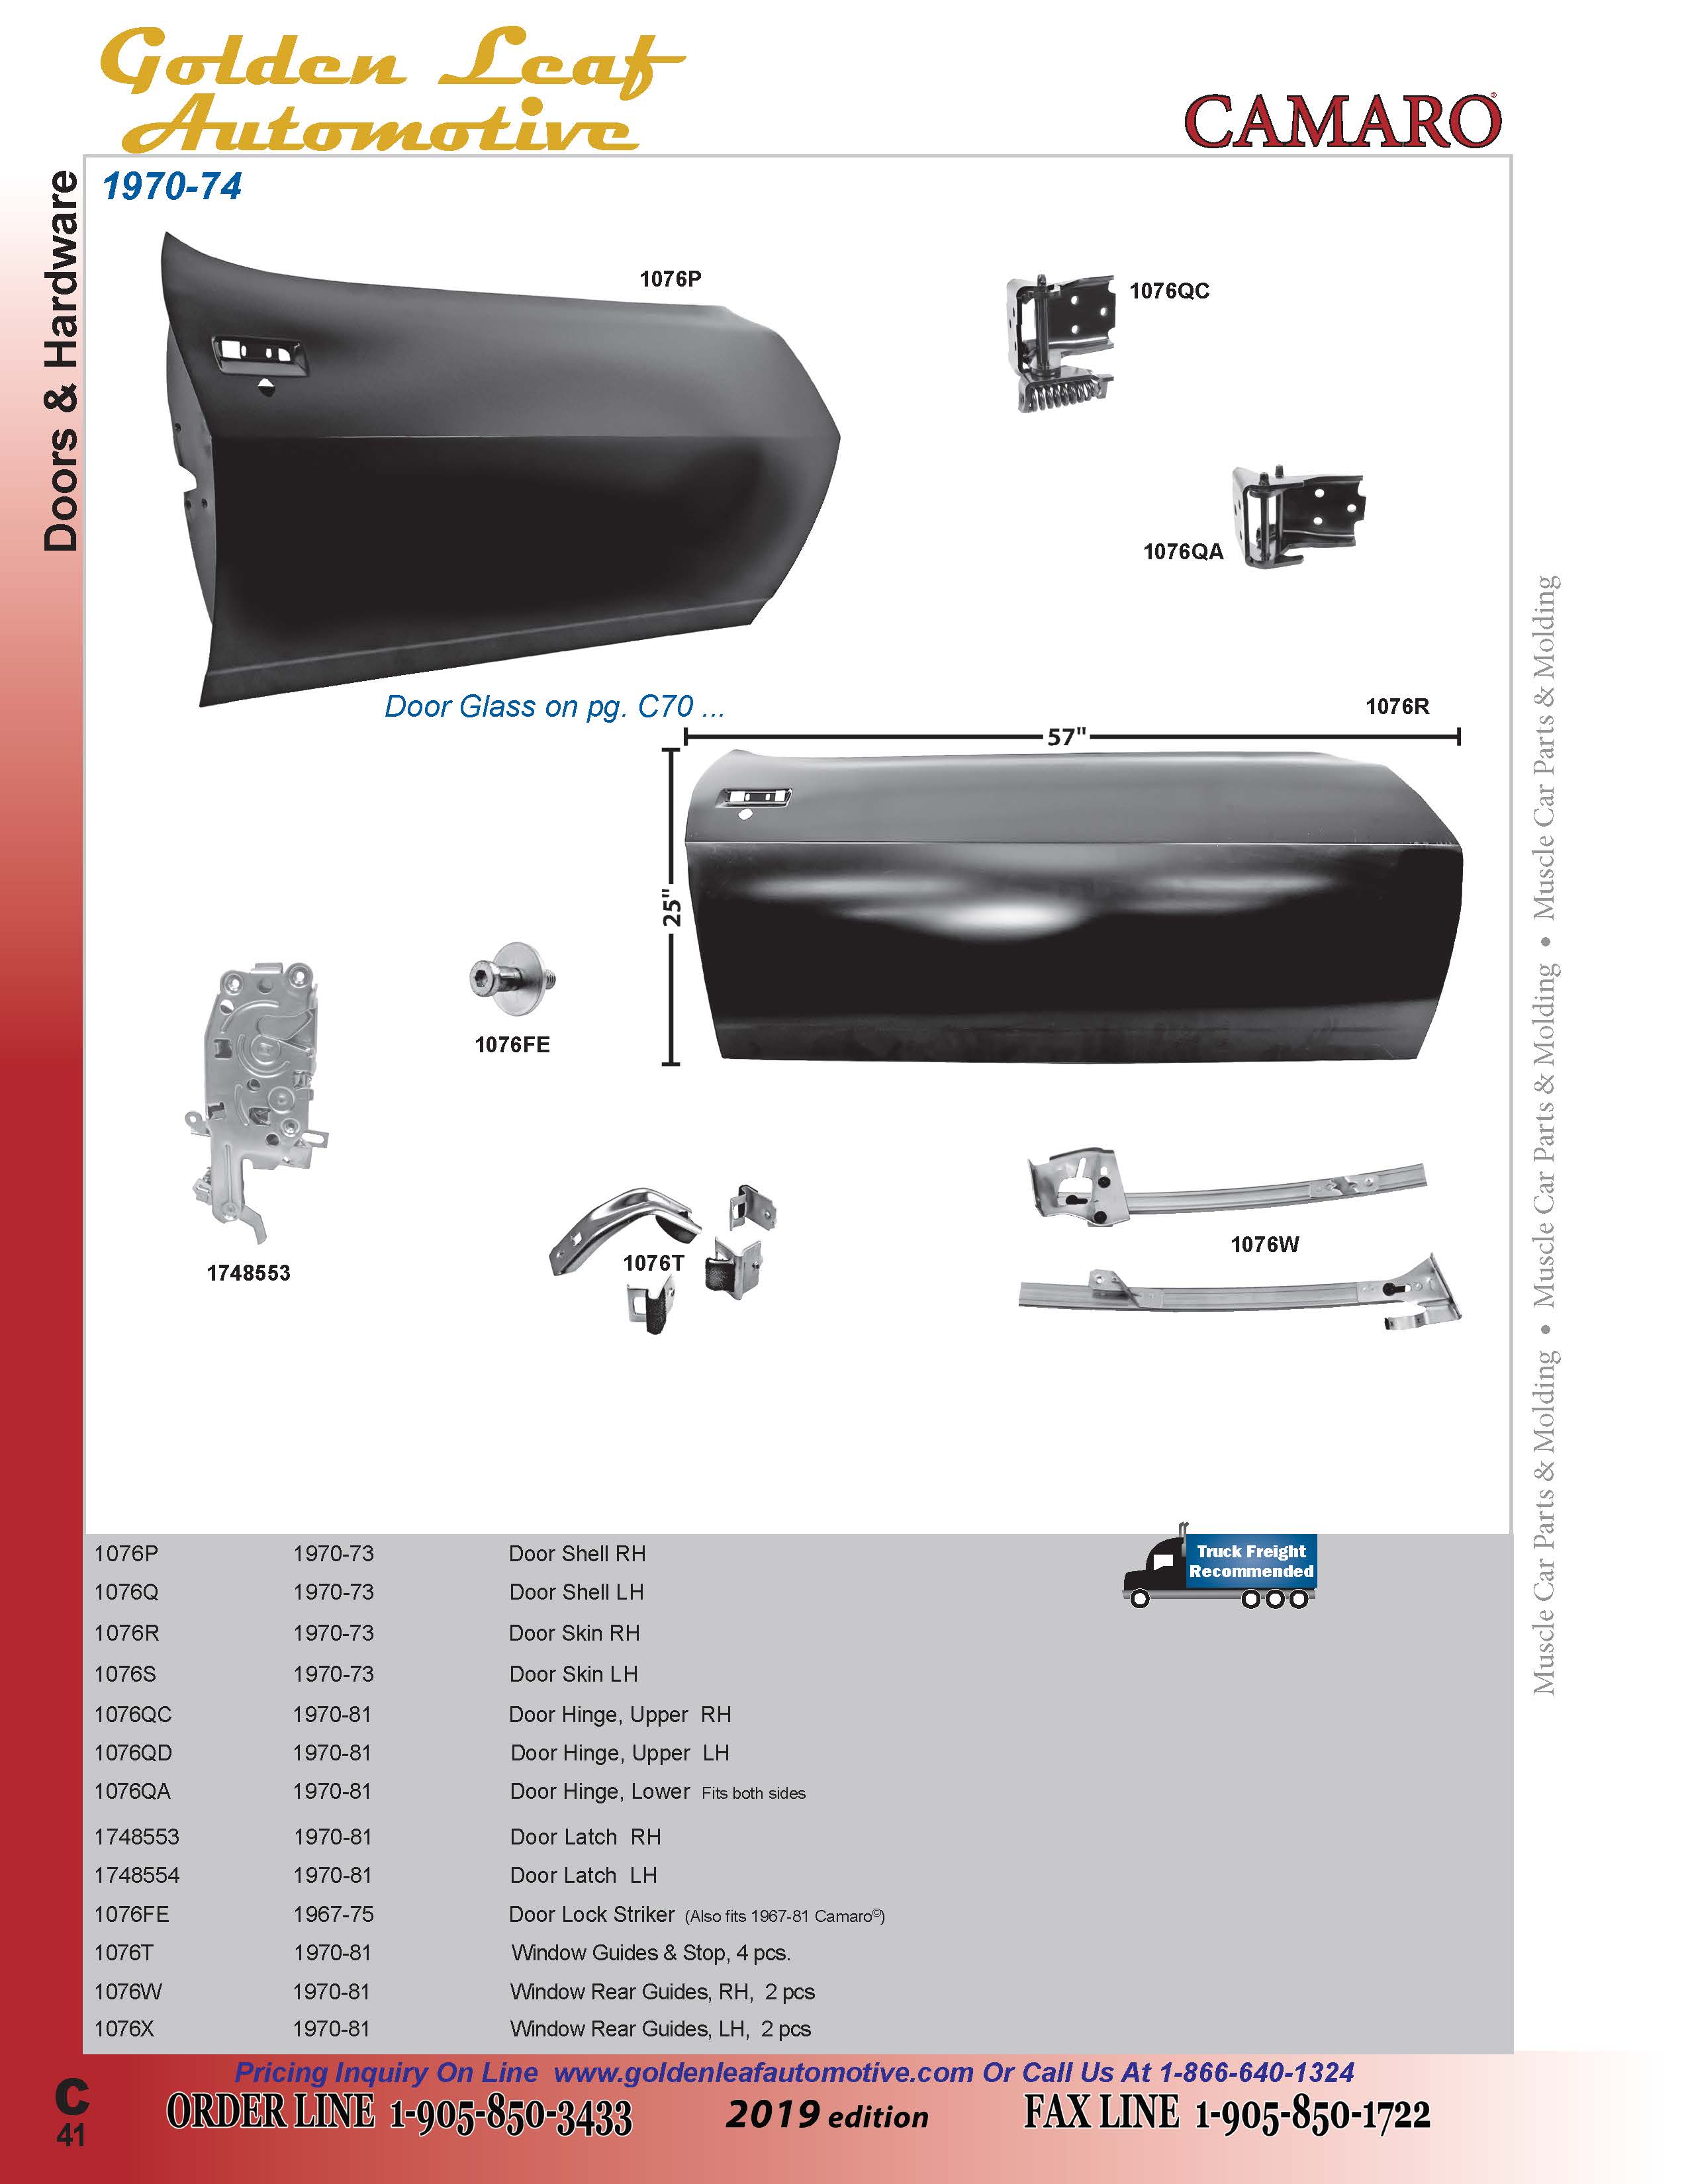 Golden Leaf
Automotive
CAMARO®
Doors & Hardware
1970-74
1076P
1076QC
1076QA
Door Glass on pg. C70 ...
1076R
57"
25"
1076FE
1748553
1076T
1076W
Muscle Car Parts & Molding • Muscle Car Parts & Molding • Muscle Car Parts & Molding
Truck Freight
Recommended
1076P 1970-73 Door Shell RH
1076Q 1970-73 Door Shell LH
1076R 1970-73 Door Skin RH
1076S 1970-73 Door Skin LH
1076QC 1970-81 Door Hinge, Upper RH
1076QD 1970-81 Door Hinge, Upper LH
1076QA 1970-81 Door Hinge, Lower Fits both sides
1748553 1970-81 Door Latch RH
1748554 1970-81 Door Latch LH
1076FE 1967-75 Door Lock Striker (Also fits 1967-81 Camaro©)
1076T 1970-81 Window Guides & Stop, 4 pcs.
1076W 1970-81 Window Rear Guides, RH, 2 pcs
1076X 1970-81 Window Rear Guides, LH, 2 pcs
Pricing Inquiry On Line www.goldenleafautomotive.com Or Call Us At 1-866-640-1324
C
41
ORDER LINE 1-905-850-3433 2019 edition FAX LINE 1-905-850-1722